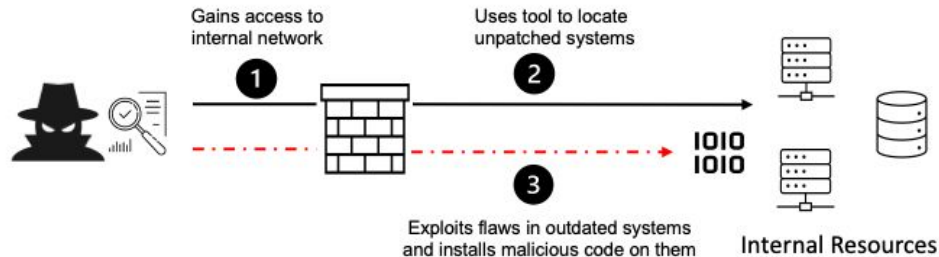 Gains access to
internal network
1
Uses tool to locate
unpatched systems
2
1010
1010
3
Exploits flaws in outdated systems
and installs malicious code on them
Internal Resources